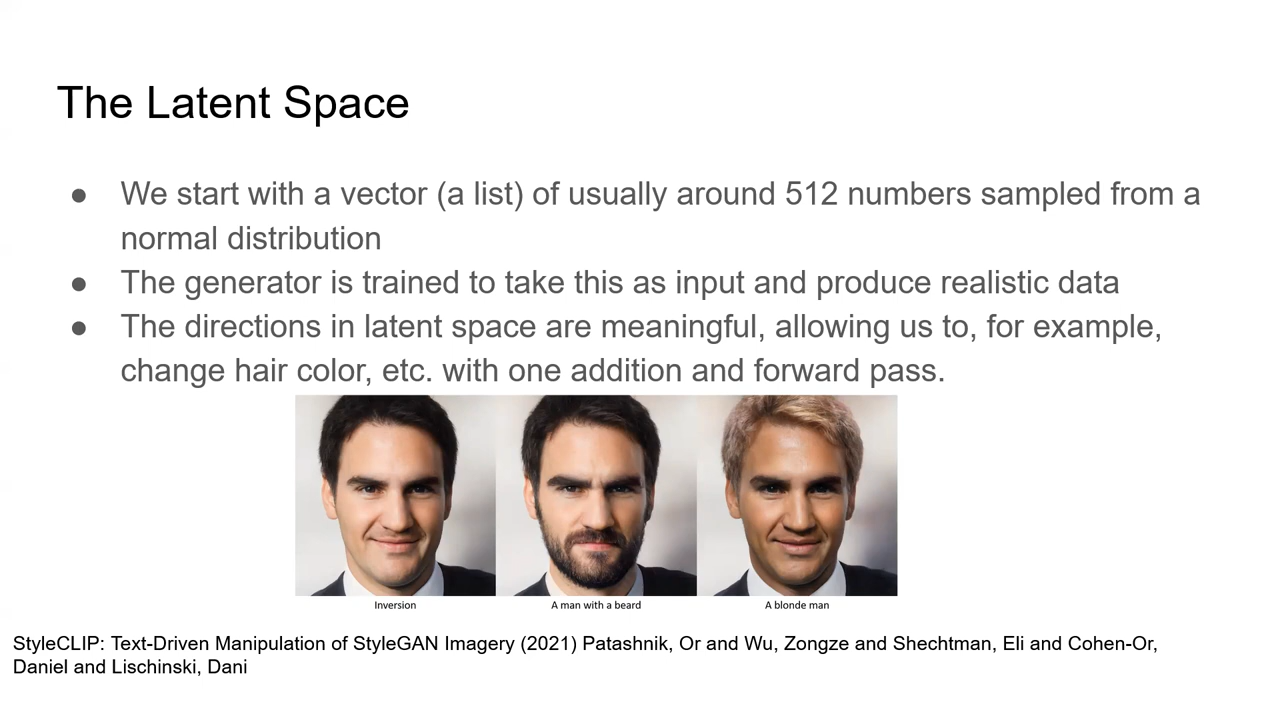 The Latent Space
● We start with a vector (a list) of usually around 512 numbers sampled from a
normal distribution
● The generator is trained to take this as input and produce realistic data
● The directions in latent space are meaningful, allowing us to, for example,
change hair color, etc. with one addition and forward pass.
Inversion
A man with a beard
A blonde man
StyleCLIP: Text-Driven Manipulation of StyleGAN Imagery (2021) Patashnik, Or and Wu, Zongze and Shechtman, Eli and Cohen-Or,
Daniel and Lischinski, Dani